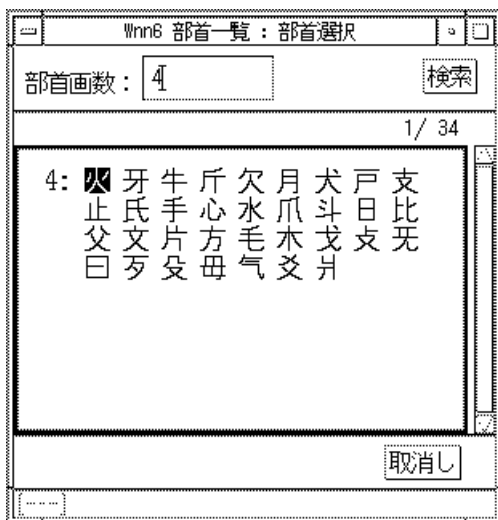 Wnn6 部首一覧 : 部首選択
部首画数 : 4 検索
1/ 34
4: 火 牙 牛 斤 欠 月 犬 戸 支
止 氏 手 心 水 爪 斗 日 比
父 文 片 方 毛 木 戈 攴 无
曰 歹 殳 毋 气 爻 爿
取消し
[---]